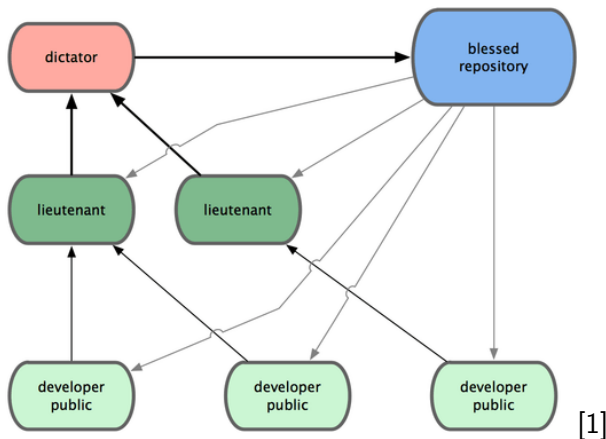 dictator
blessed
repository
lieutenant
lieutenant
developer
public
developer
public
developer
public
[1]